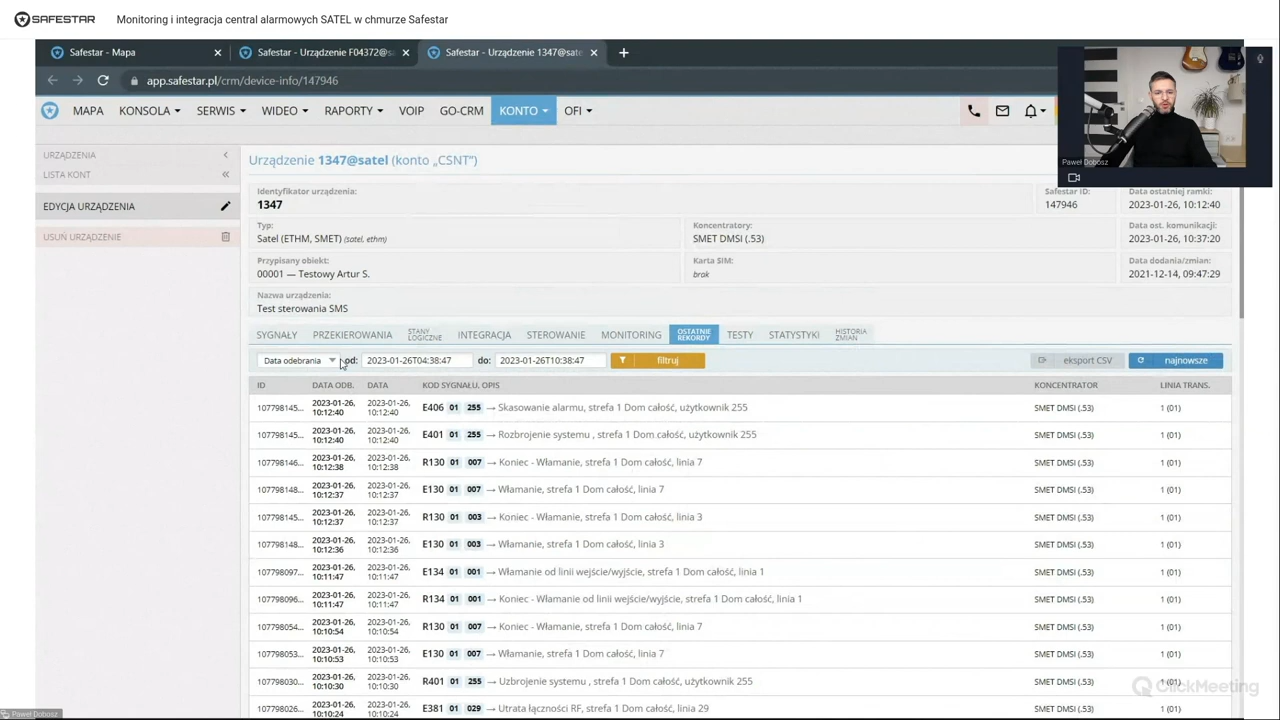 SAFESTAR Monitoring i integracja central alarmowych SATEL w chmurze Safestar
Safestar - Mapa Safestar - Urządzenie F04372@s Safestar - Urządzenie 1347@sate
app.safestar.pl/crm/device-info/147946
MAPA KONSOLA SERWIS WIDEO RAPORTY VOIP GO-CRM KONTO OFI
Paweł Dobosz
URZĄDZENIA
LISTA KONT
EDYCJA URZĄDZENIA
USUŃ URZĄDZENIE
Urządzenie 1347@satel (konto „CSNT”)
Identyfikator urządzenia: Safestar ID: Data ostatniej ramki:
1347 147946 2023-01-26, 10:12:40
Typ: Koncentratory: Data ost. komunikacji:
Satel (ETHM, SMET) (satel, ethm) SMET DMSI (.53) 2023-01-26, 10:37:20
Przypisany obiekt: Karta SIM: Data dodania/zmian:
00001 — Testowy Artur S. brak 2021-12-14, 09:47:29
Nazwa urządzenia:
Test sterowania SMS
SYGNAŁY PRZEKIEROWANIA STANY LOGICZNE INTEGRACJA STEROWANIE MONITORING OSTATNIE REKORDY TESTY STATYSTYKI HISTORIA ZMIAN
Data odebrania od: 2023-01-26T04:38:47 do: 2023-01-26T10:38:47 filtruj eksport CSV najnowsze
ID DATA ODB. DATA KOD SYGNAŁU, OPIS KONCENTRATOR LINIA TRANS.
107798145... 2023-01-26, 10:12:40 2023-01-26, 10:12:40 E406 01 255 → Skasowanie alarmu, strefa 1 Dom całość, użytkownik 255 SMET DMSI (.53) 1 (01)
107798145... 2023-01-26, 10:12:40 2023-01-26, 10:12:40 E401 01 255 → Rozbrojenie systemu , strefa 1 Dom całość, użytkownik 255 SMET DMSI (.53) 1 (01)
107798146... 2023-01-26, 10:12:38 2023-01-26, 10:12:38 R130 01 007 → Koniec - Włamanie, strefa 1 Dom całość, linia 7 SMET DMSI (.53) 1 (01)
107798148... 2023-01-26, 10:12:37 2023-01-26, 10:12:37 E130 01 007 → Włamanie, strefa 1 Dom całość, linia 7 SMET DMSI (.53) 1 (01)
107798145... 2023-01-26, 10:12:37 2023-01-26, 10:12:37 R130 01 003 → Koniec - Włamanie, strefa 1 Dom całość, linia 3 SMET DMSI (.53) 1 (01)
107798148... 2023-01-26, 10:12:36 2023-01-26, 10:12:36 E130 01 003 → Włamanie, strefa 1 Dom całość, linia 3 SMET DMSI (.53) 1 (01)
107798097... 2023-01-26, 10:11:47 2023-01-26, 10:11:47 E134 01 001 → Włamanie od linii wejście/wyjście, strefa 1 Dom całość, linia 1 SMET DMSI (.53) 1 (01)
107798096... 2023-01-26, 10:11:47 2023-01-26, 10:11:47 R134 01 001 → Koniec - Włamanie od linii wejście/wyjście, strefa 1 Dom całość, linia 1 SMET DMSI (.53) 1 (01)
107798054... 2023-01-26, 10:10:54 2023-01-26, 10:10:54 R130 01 007 → Koniec - Włamanie, strefa 1 Dom całość, linia 7 SMET DMSI (.53) 1 (01)
107798053... 2023-01-26, 10:10:53 2023-01-26, 10:10:53 E130 01 007 → Włamanie, strefa 1 Dom całość, linia 7 SMET DMSI (.53) 1 (01)
107798030... 2023-01-26, 10:10:30 2023-01-26, 10:10:30 R401 01 255 → Uzbrojenie systemu , strefa 1 Dom całość, użytkownik 255 SMET DMSI (.53) 1 (01)
107798026... 2023-01-26, 10:10:24 2023-01-26, 10:10:24 E381 01 029 → Utrata łączności RF, strefa 1 Dom całość, linia 29 SMET DMSI (.53) 1 (01)
ClickMeeting
Paweł Dobosz